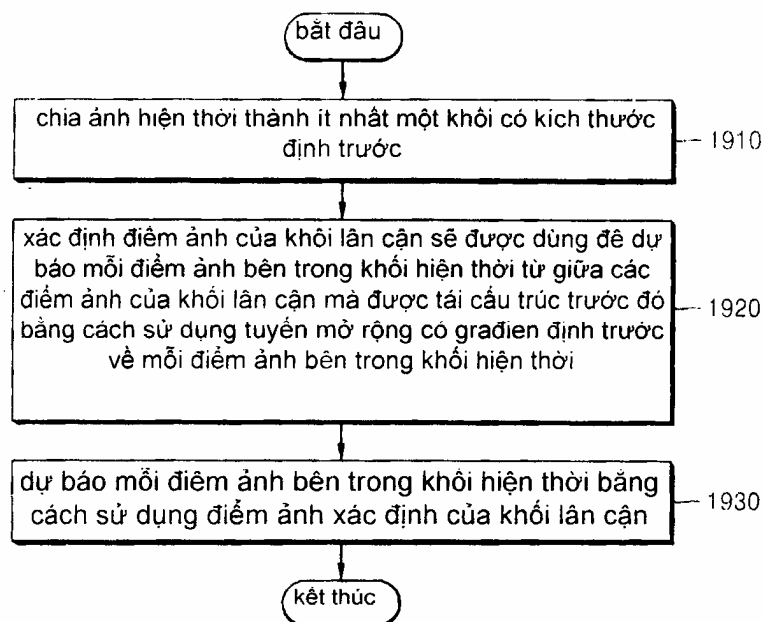 bắt đầu
chia ảnh hiện thời thành ít nhất một khối có kích thước
định trước
1910
xác định điểm ảnh của khối lân cận sẽ được dùng để dự
báo mỗi điểm ảnh bên trong khối hiện thời từ giữa các
điểm ảnh của khối lân cận mà được tái cấu trúc trước đó
bằng cách sử dụng tuyến mở rộng có građien định trước
về mỗi điểm ảnh bên trong khối hiện thời
1920
dự báo mỗi điểm ảnh bên trong khối hiện thời bằng
cách sử dụng điểm ảnh xác định của khối lân cận
1930
kết thúc